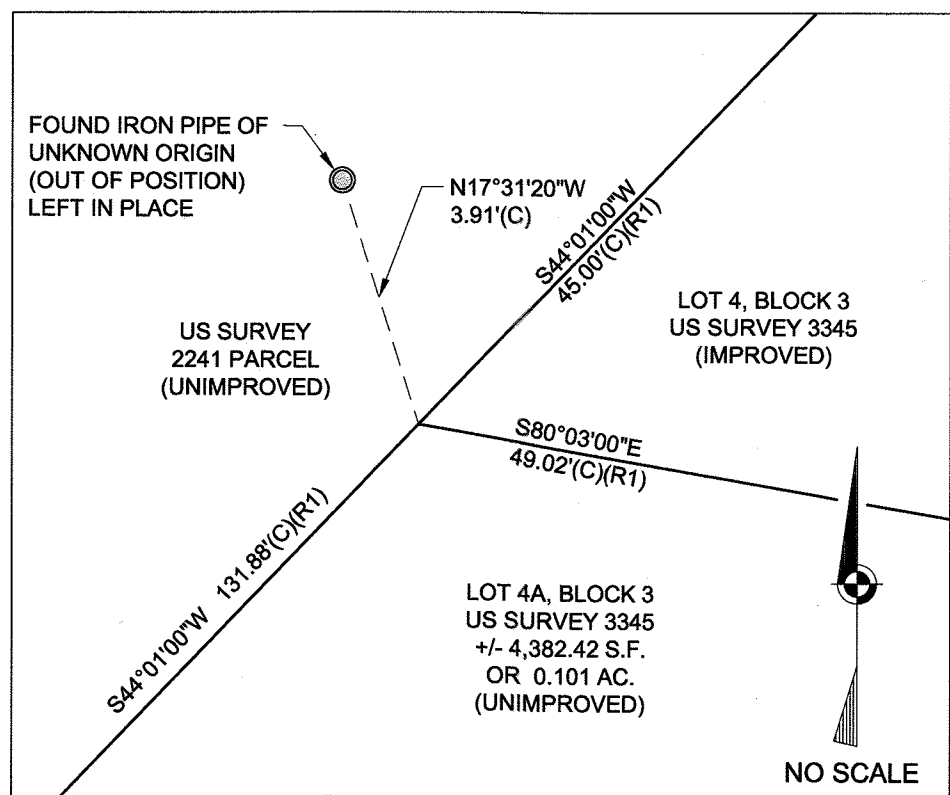 FOUND IRON PIPE OF
UNKNOWN ORIGIN
(OUT OF POSITION)
LEFT IN PLACE
N17°31'20"W
3.91'(C)
S44°01'00"W
45.00'(C)(R1)
LOT 4, BLOCK 3
US SURVEY 3345
(IMPROVED)
US SURVEY
2241 PARCEL
(UNIMPROVED)
S80°03'00"E
49.02'(C)(R1)
S44°01'00"W 131.88'(C)(R1)
LOT 4A, BLOCK 3
US SURVEY 3345
+/- 4,382.42 S.F.
OR 0.101 AC.
(UNIMPROVED)
NO SCALE